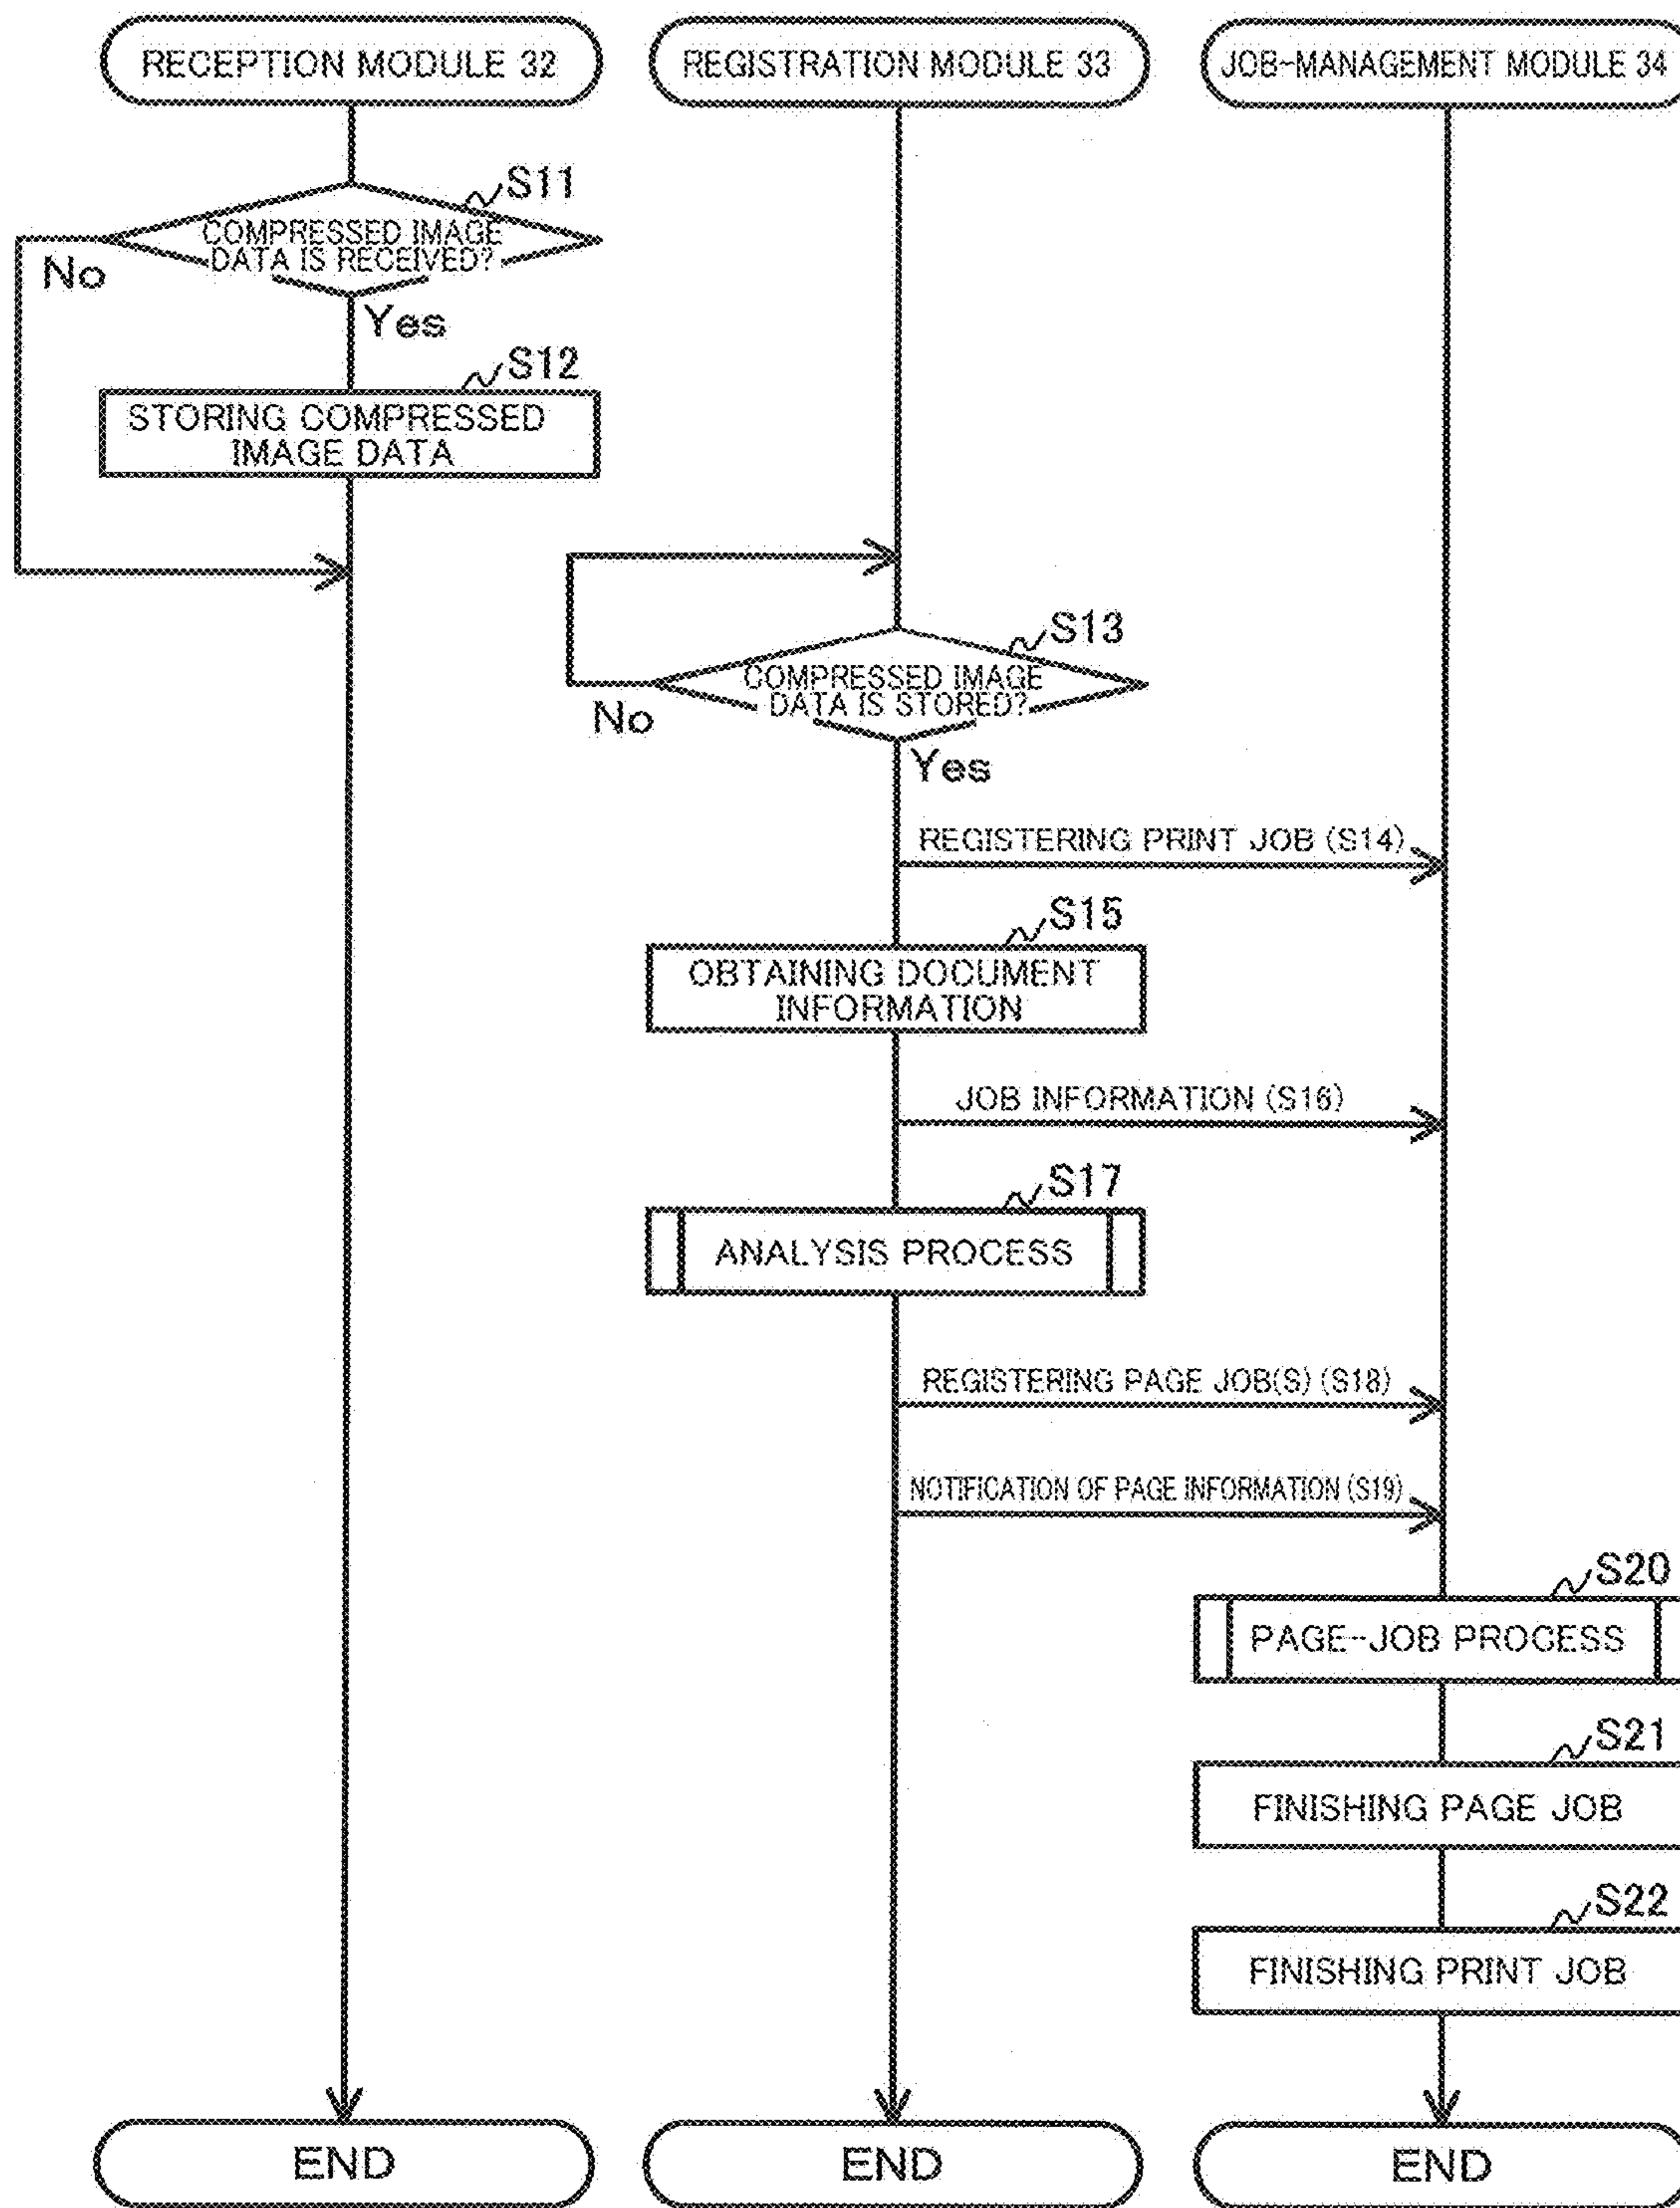 RECEPTION MODULE 32
REGISTRATION MODULE 33
JOB-MANAGEMENT MODULE 34
S11
COMPRESSED IMAGE
DATA IS RECEIVED?
No
Yes
S12
STORING COMPRESSED
IMAGE DATA
S13
COMPRESSED IMAGE
DATA IS STORED?
No
Yes
REGISTERING PRINT JOB (S14)
S15
OBTAINING DOCUMENT
INFORMATION
JOB INFORMATION (S16)
S17
ANALYSIS PROCESS
REGISTERING PAGE JOB(S) (S18)
NOTIFICATION OF PAGE INFORMATION (S19)
S20
PAGE-JOB PROCESS
S21
FINISHING PAGE JOB
S22
FINISHING PRINT JOB
END
END
END